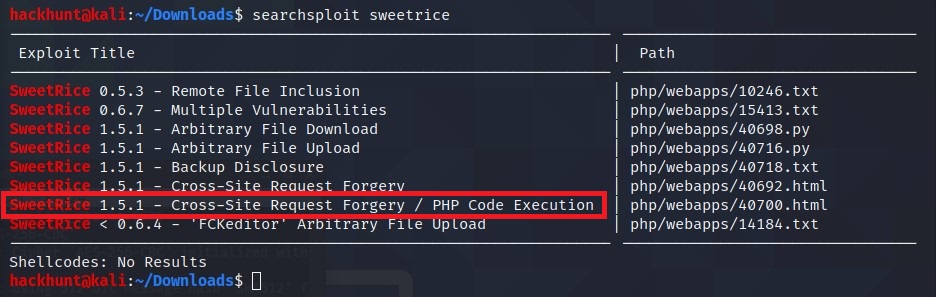 hackhunt@kali:~/Downloads$ searchsploit sweetrice
Exploit Title | Path
SweetRice 0.5.3 - Remote File Inclusion | php/webapps/10246.txt
SweetRice 0.6.7 - Multiple Vulnerabilities | php/webapps/15413.txt
SweetRice 1.5.1 - Arbitrary File Download | php/webapps/40698.py
SweetRice 1.5.1 - Arbitrary File Upload | php/webapps/40716.py
SweetRice 1.5.1 - Backup Disclosure | php/webapps/40718.txt
SweetRice 1.5.1 - Cross-Site Request Forgery | php/webapps/40692.html
SweetRice 1.5.1 - Cross-Site Request Forgery / PHP Code Execution | php/webapps/40700.html
SweetRice < 0.6.4 - 'FCKeditor' Arbitrary File Upload | php/webapps/14184.txt
Shellcodes: No Results
hackhunt@kali:~/Downloads$